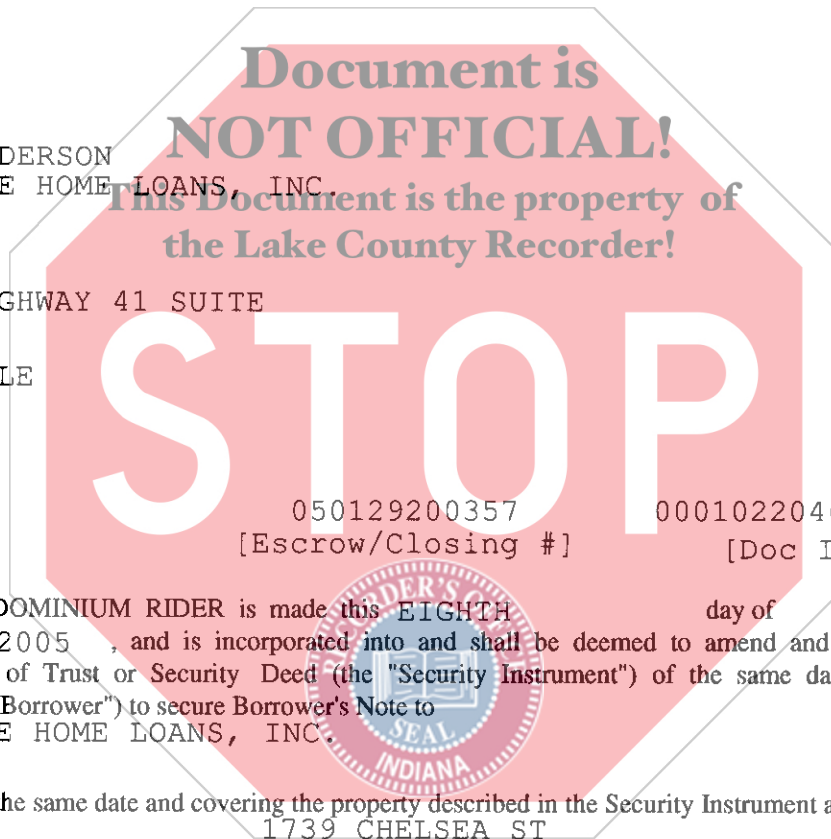 Document is
NOT OFFICIAL!
DERSON
E HOME LOANS, INC.
This Document is the property of
the Lake County Recorder!
GHWAY 41 SUITE
LE
STOP
050129200357 000102204
[Escrow/Closing #] [Doc I
DOMINIUM RIDER is made this EIGHTH day of
2005 , and is incorporated into and shall be deemed to amend and
of Trust or Security Deed (the "Security Instrument") of the same da
Borrower") to secure Borrower's Note to
E HOME LOANS, INC.
SEAL
INDIANA
he same date and covering the property described in the Security Instrument a
1739 CHELSEA ST